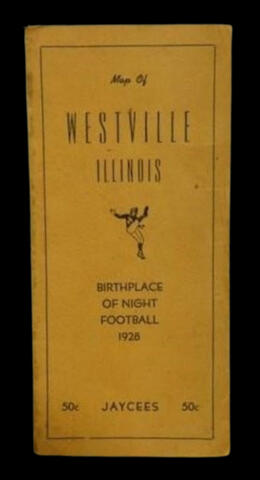 Map Of
WESTVILLE
ILLINOIS
BIRTHPLACE
OF NIGHT
FOOTBALL
1928
50c JAYCEES 50c